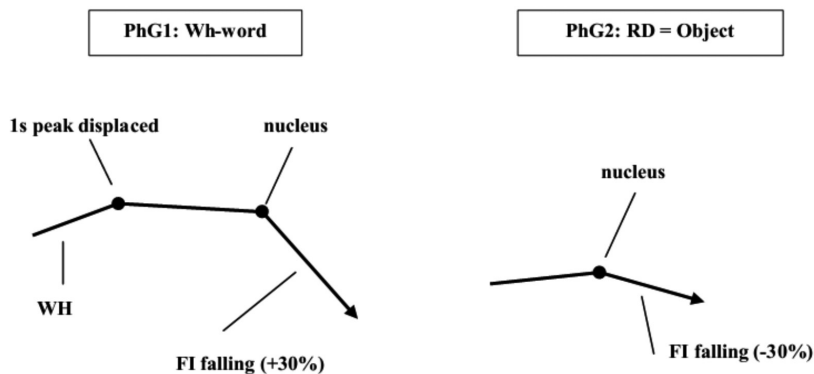 PhG1: Wh-word
PhG2: RD = Object
1s peak displaced
nucleus
nucleus
WH
FI falling (+30%)
FI falling (-30%)